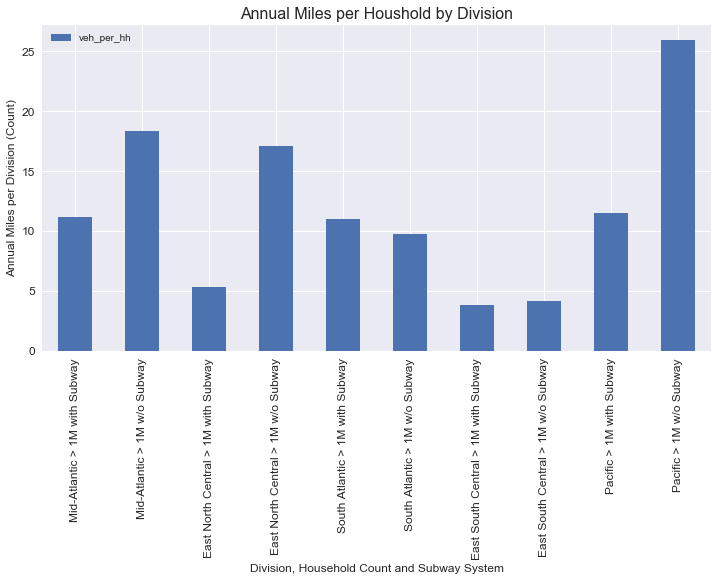 Annual Miles per Houshold by Division
veh_per_hh
Annual Miles per Division (Count)
25
20
15
10
5
0
Mid-Atlantic > 1M with Subway
Mid-Atlantic > 1M w/o Subway
East North Central > 1M with Subway
East North Central > 1M w/o Subway
South Atlantic > 1M with Subway
South Atlantic > 1M w/o Subway
East South Central > 1M with Subway
East South Central > 1M w/o Subway
Pacific > 1M with Subway
Pacific > 1M w/o Subway
Division, Household Count and Subway System